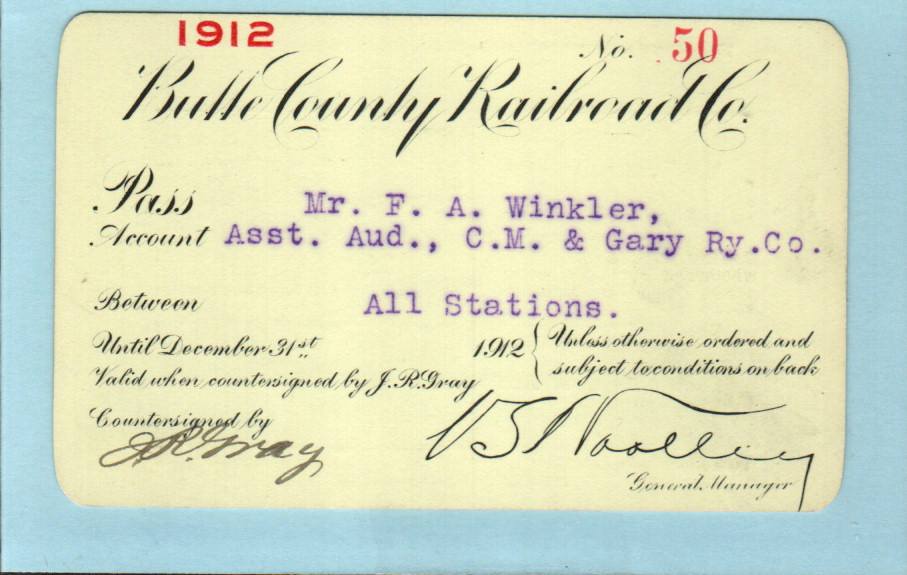 1912
No. 50
Butte County Railroad Co.
Pass Mr. F. A. Winkler,
Account Asst. Aud., C.M. & Gary Ry.Co.
Between All Stations.
Until December 31st 1912 { Unless otherwise ordered and
subject to conditions on back
Valid when countersigned by J.R.Gray
Countersigned by
J.R.Gray
Woolley
General Manager